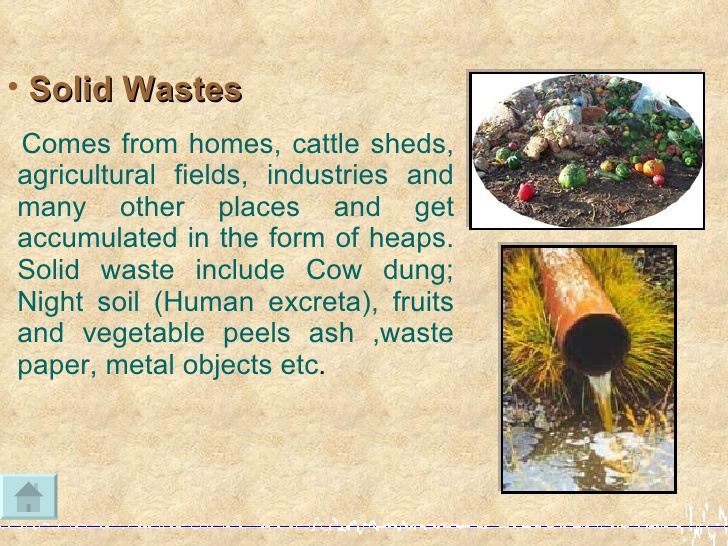 • Solid Wastes
Comes from homes, cattle sheds,
agricultural fields, industries and
many other places and get
accumulated in the form of heaps.
Solid waste include Cow dung;
Night soil (Human excreta), fruits
and vegetable peels ash ,waste
paper, metal objects etc.